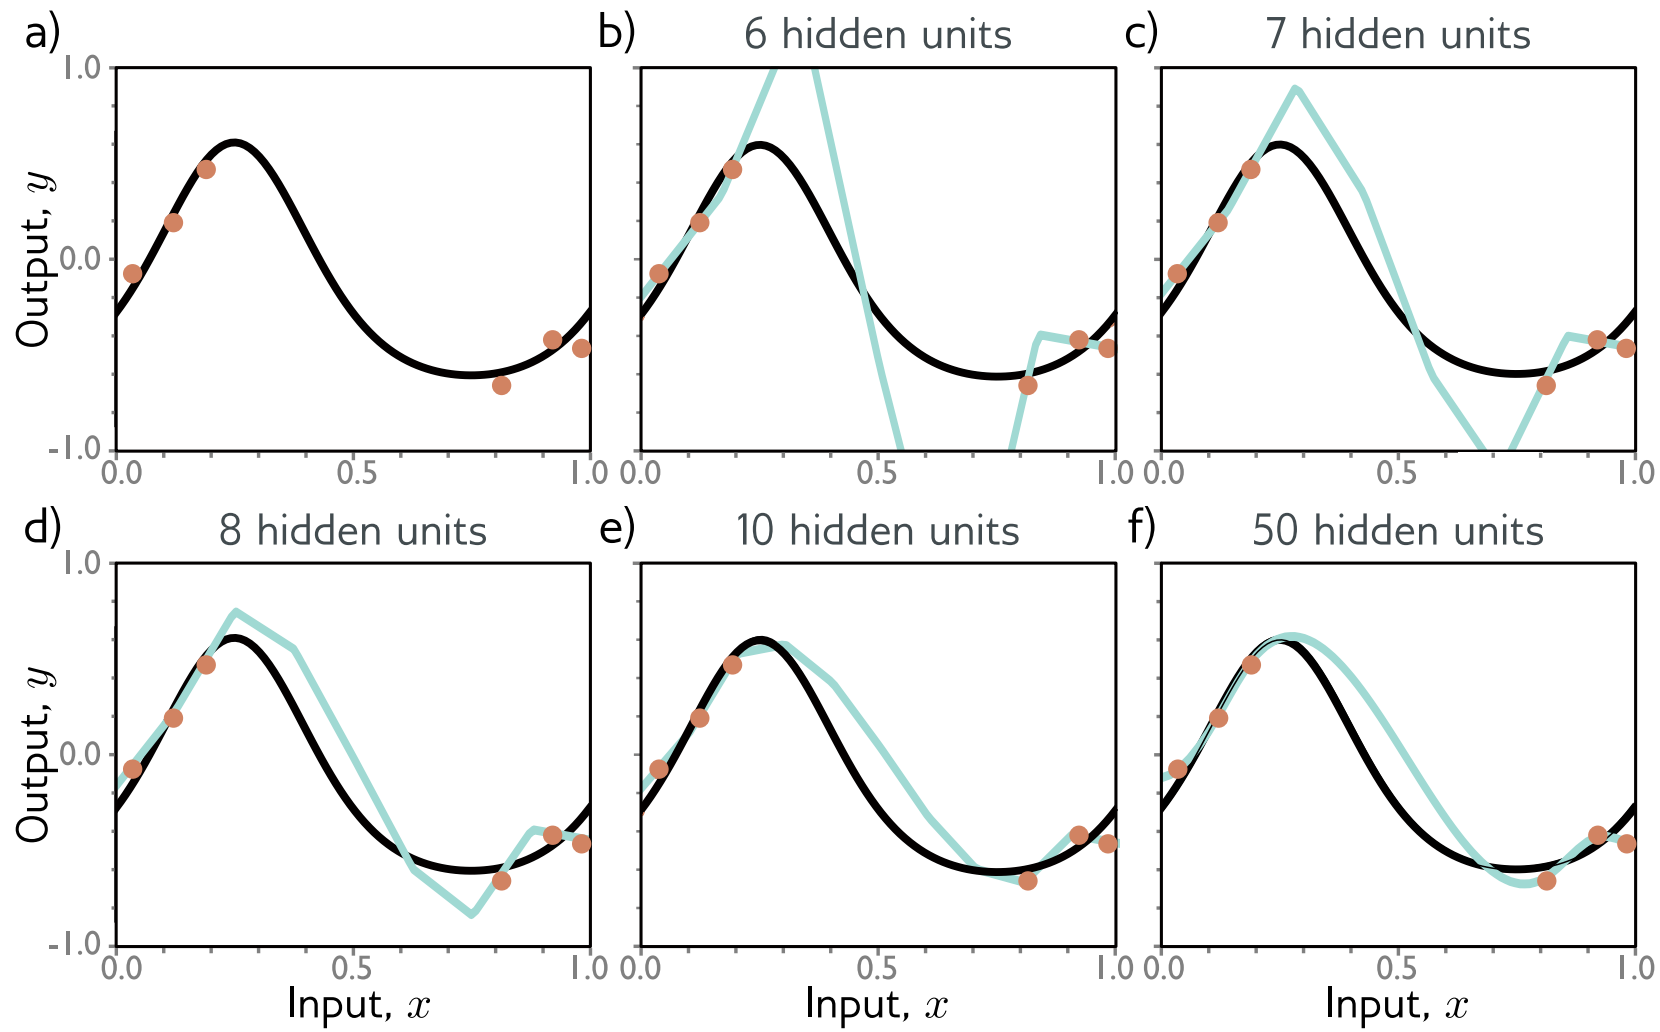 a)
1.0
0.0
-1.0
Output, y
0.0 0.5 1.0
b) 6 hidden units
0.0 0.5 1.0
c) 7 hidden units
0.0 0.5 1.0
d) 8 hidden units
1.0
0.0
-1.0
Output, y
0.0 0.5 1.0
Input, x
e) 10 hidden units
0.0 0.5 1.0
Input, x
f) 50 hidden units
0.0 0.5 1.0
Input, x